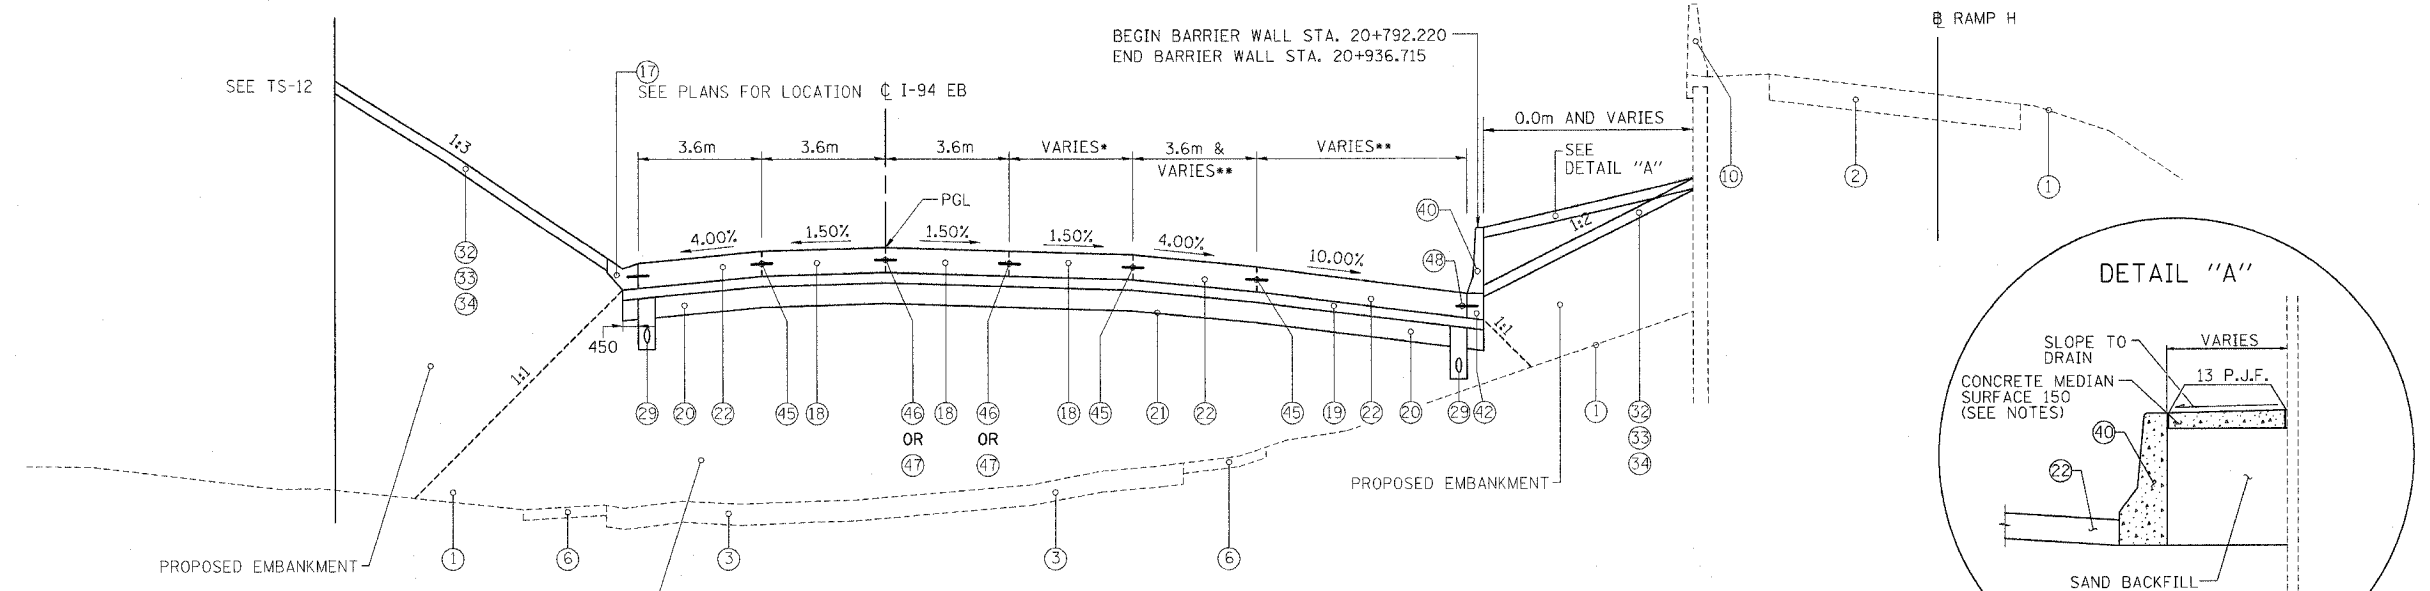 BEGIN BARRIER WALL STA. 20+792.220
END BARRIER WALL STA. 20+936.715
℄ RAMP H
SEE TS-12
17
SEE PLANS FOR LOCATION
℄ I-94 EB
0.0m AND VARIES
3.6m
3.6m
3.6m
VARIES*
3.6m &
VARIES**
VARIES**
SEE
DETAIL "A"
10
2
1
1:3
PGL
40
1:2
4.00%
1.50%
1.50%
1.50%
4.00%
10.00%
48
32
33
34
450
1:1
1:1
29
20
22
45
18
46
OR
47
18
46
OR
47
18
45
21
22
45
19
22
20
29
42
1
32
33
34
PROPOSED EMBANKMENT
1
6
3
3
6
PROPOSED EMBANKMENT
DETAIL "A"
SLOPE TO
DRAIN
VARIES
13 P.J.F.
CONCRETE MEDIAN
SURFACE 150
(SEE NOTES)
40
22
SAND BACKFILL